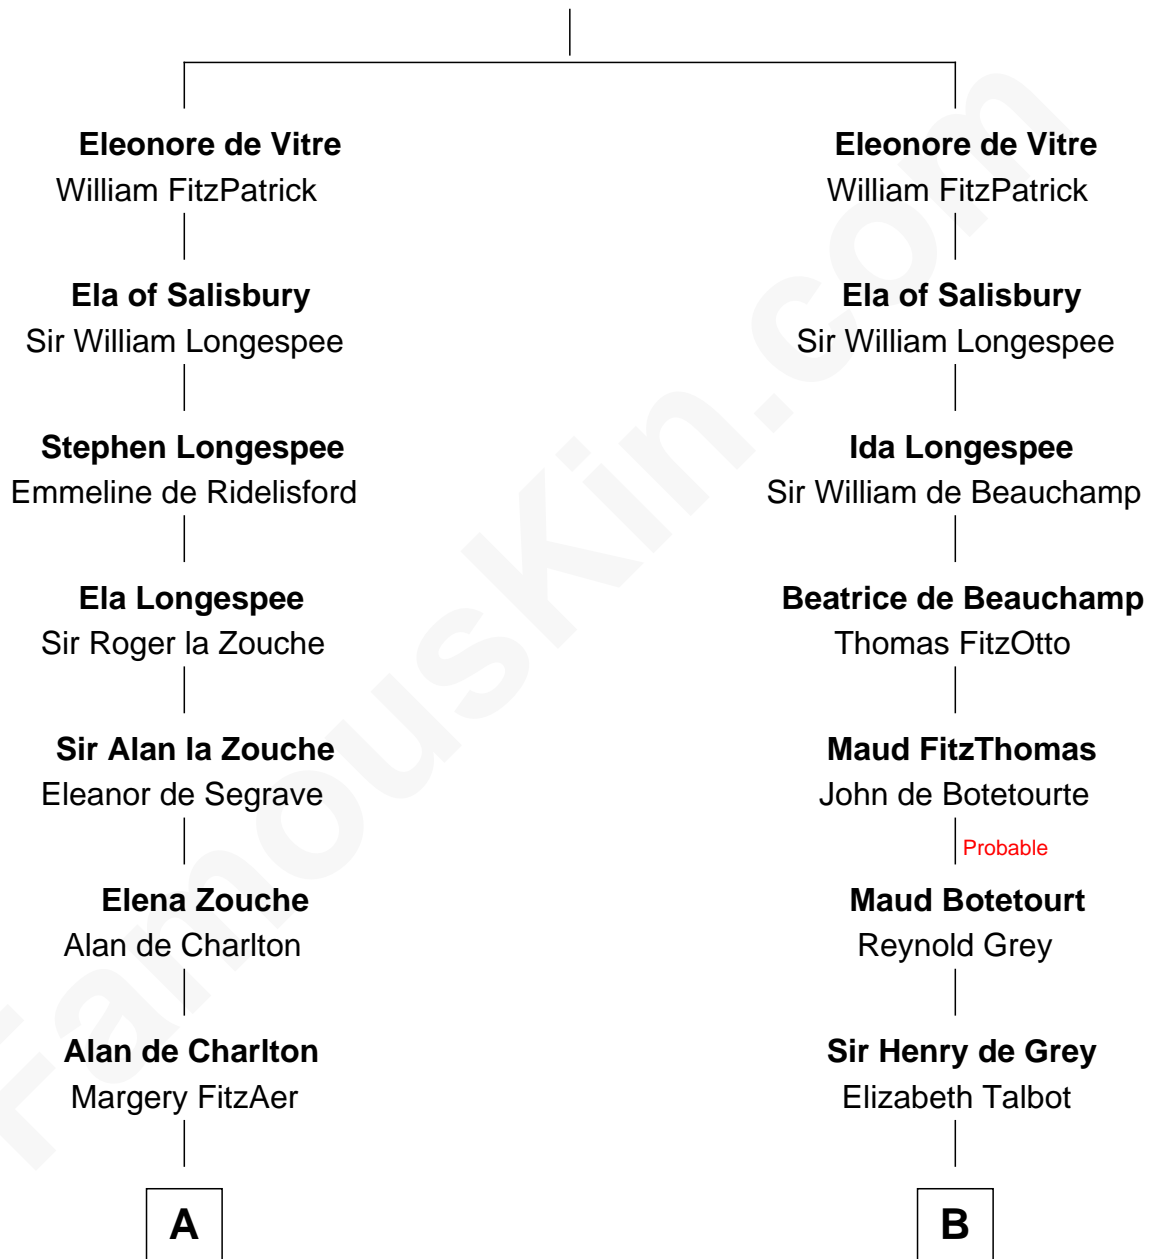 Eleonore de Vitre
William FitzPatrick
Ela of Salisbury
Sir William Longespee
Stephen Longespee
Emmeline de Ridelisford
Ela Longespee
Sir Roger la Zouche
Sir Alan la Zouche
Eleanor de Segrave
Elena Zouche
Alan de Charlton
Alan de Charlton
Margery FitzAer
A
Eleonore de Vitre
William FitzPatrick
Ela of Salisbury
Sir William Longespee
Ida Longespee
Sir William de Beauchamp
Beatrice de Beauchamp
Thomas FitzOtto
Maud FitzThomas
John de Botetourte
Probable
Maud Botetourt
Reynold Grey
Sir Henry de Grey
Elizabeth Talbot
B
FamousKin.com